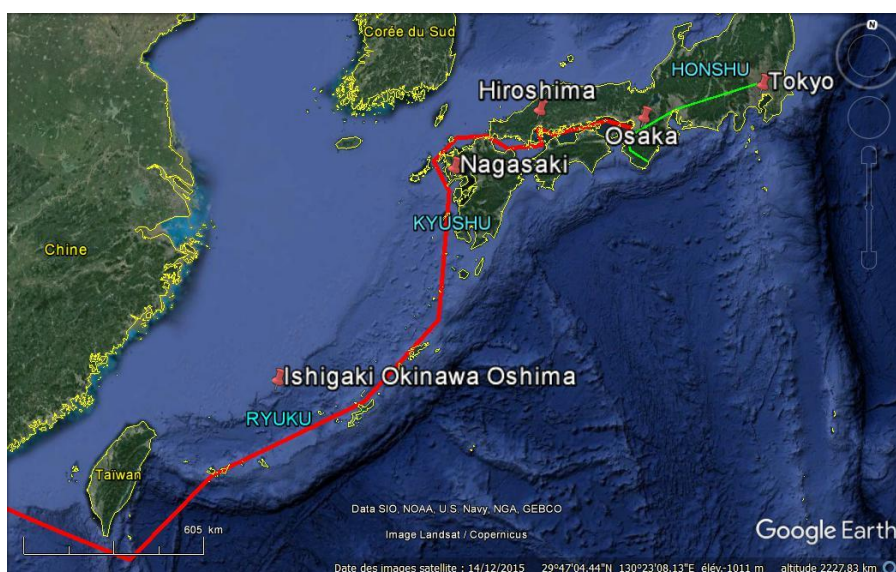 Corée du Sud
N
HONSHU
Tokyo
Hiroshima
Osaka
Nagasaki
KYUSHU
Chine
Ishigaki Okinawa Oshima
RYUKU
Taïwan
605 km
Data SIO, NOAA, U.S. Navy, NGA, GEBCO
Image Landsat / Copernicus
Google Earth
Date des images satellite : 14/12/2015 29°47'04.44"N 130°23'08.13"E élév.-1011 m altitude 2227.83 km